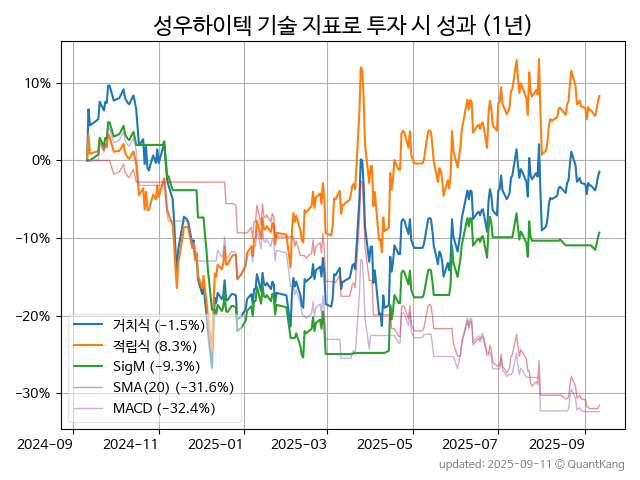 성우하이텍 기술 지표로 투자 시 성과 (1년)
10%
0%
−10%
−20%
−30%
거치식 (−1.5%)
적립식 (8.3%)
SigM (−9.3%)
SMA(20) (−31.6%)
MACD (−32.4%)
2024-09
2024-11
2025-01
2025-03
2025-05
2025-07
2025-09
updated: 2025-09-11 © QuantKang